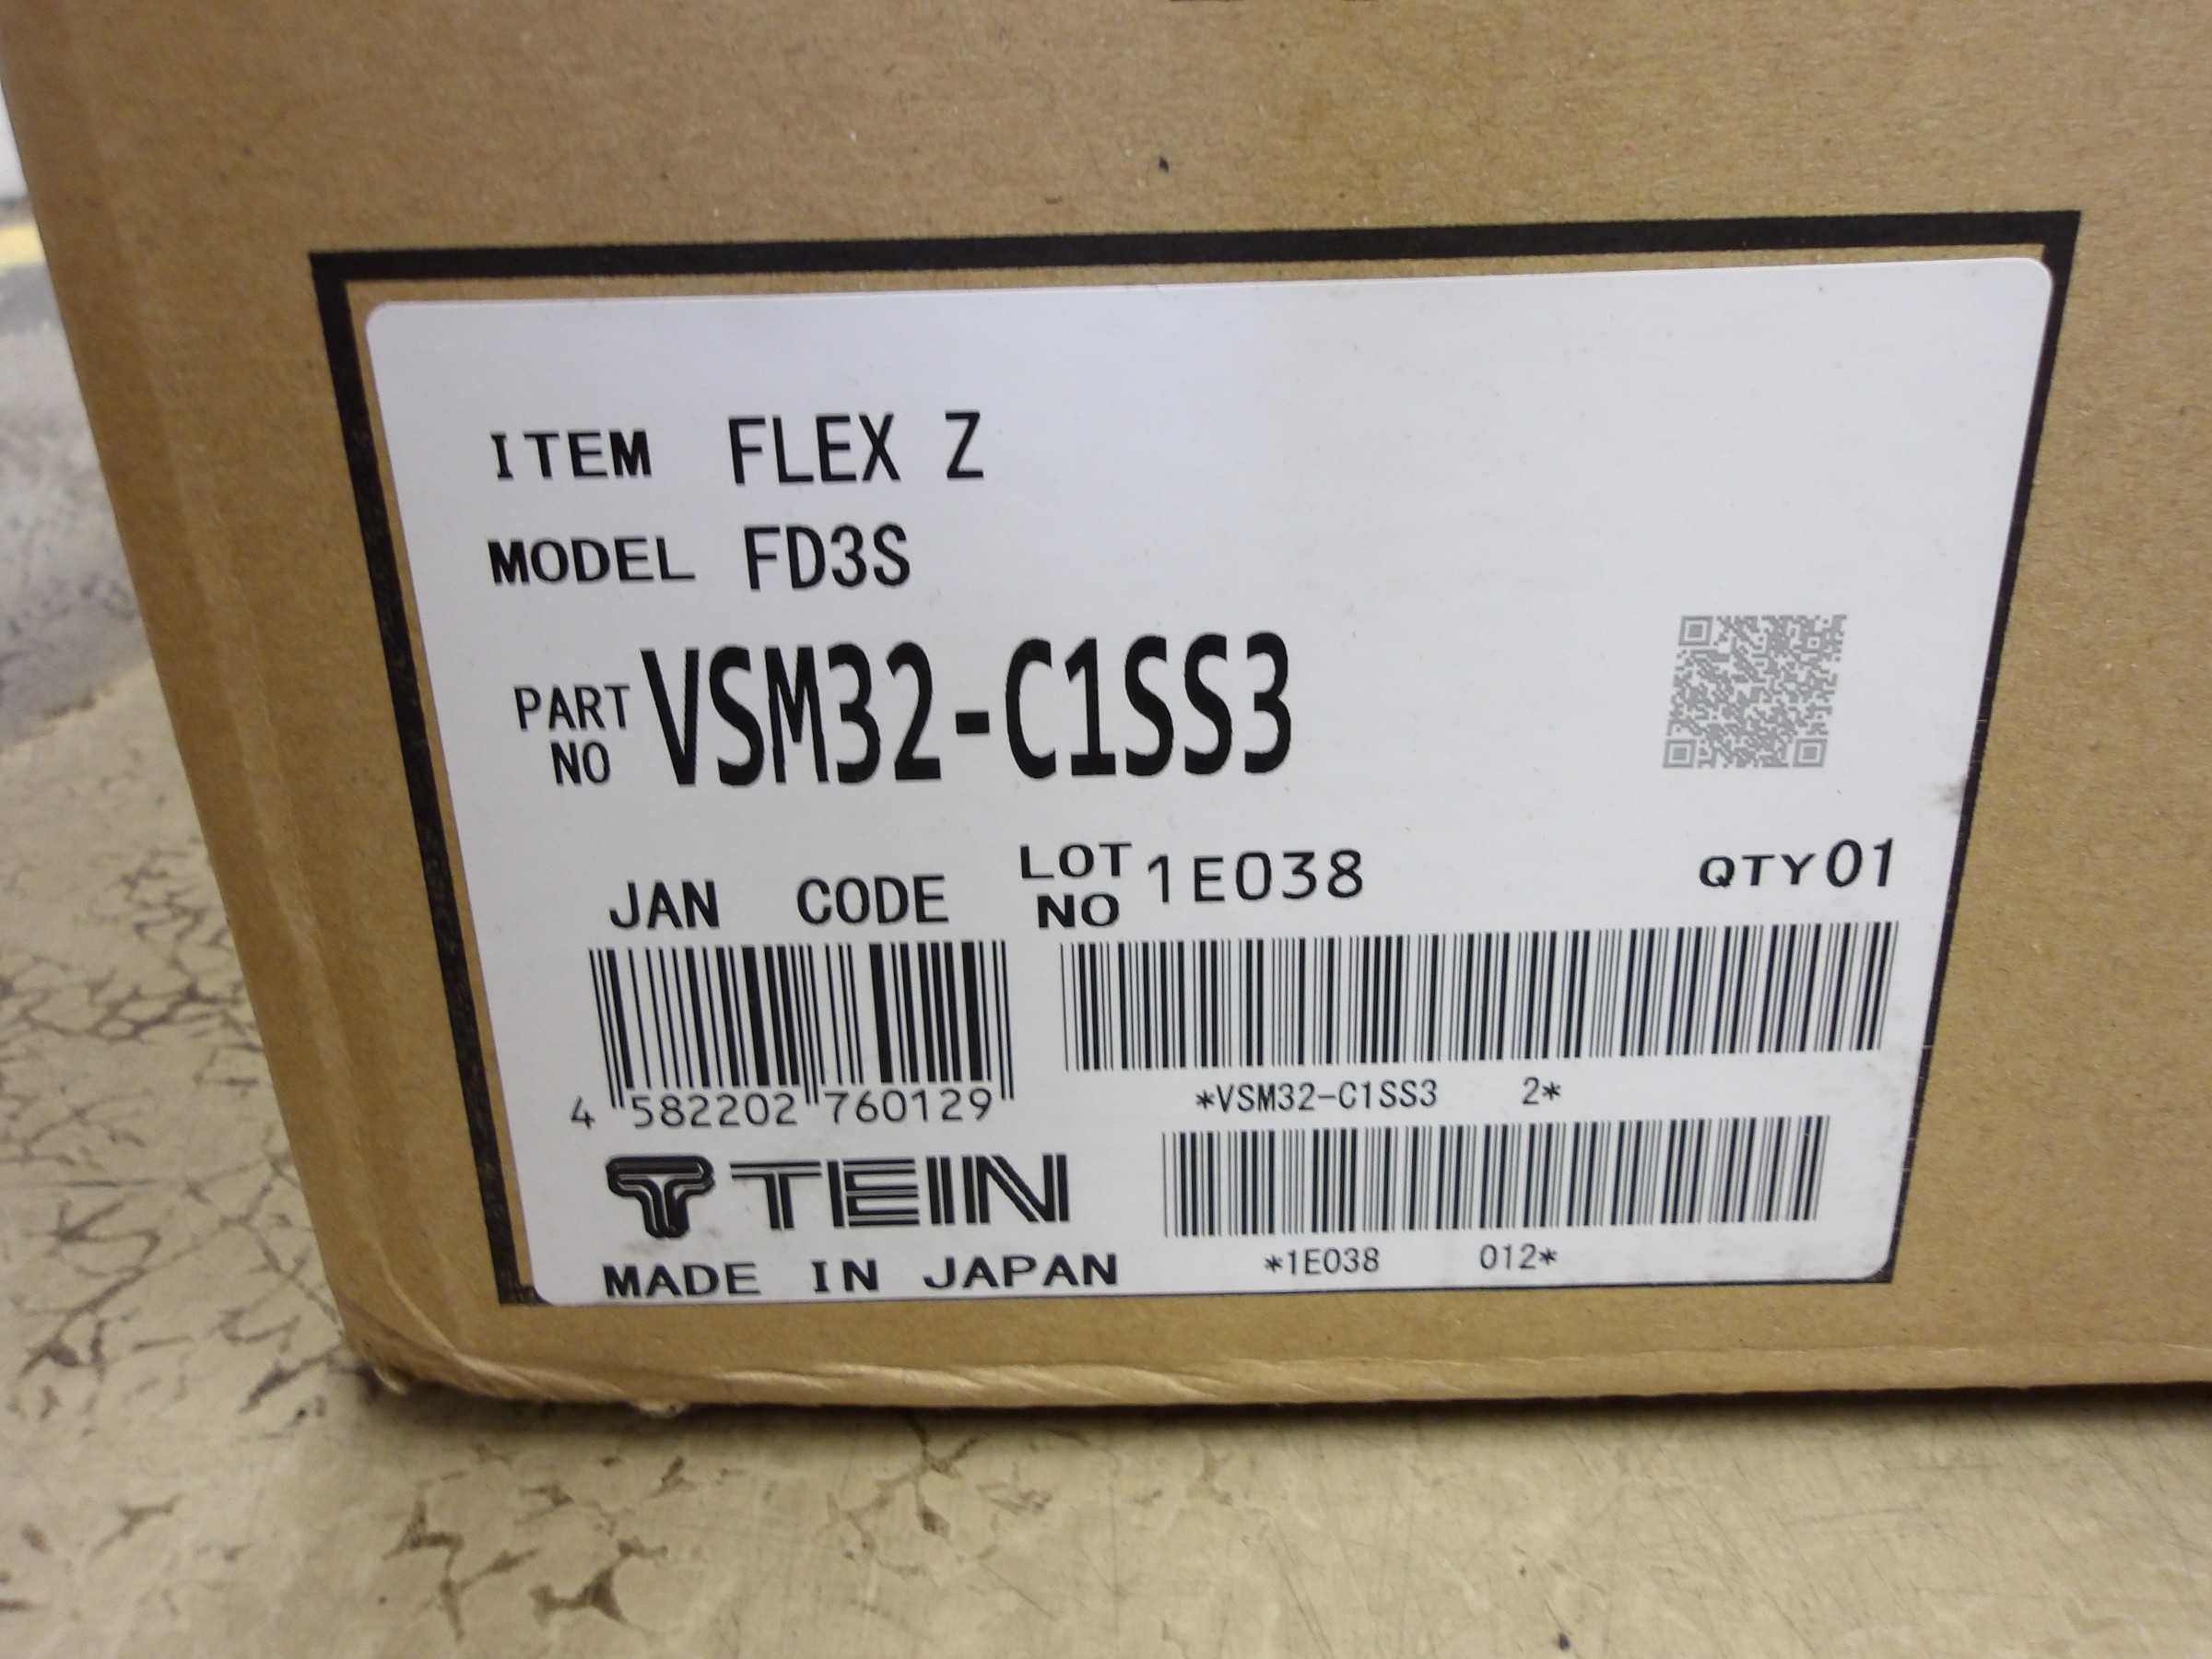 ITEM FLEX Z
MODEL FD3S
PART NO VSM32-C1SS3
JAN CODE
LOT NO 1E038
QTY 01
4 582202 760129
*VSM32-C1SS3 2*
TEIN
*1E038 012*
MADE IN JAPAN